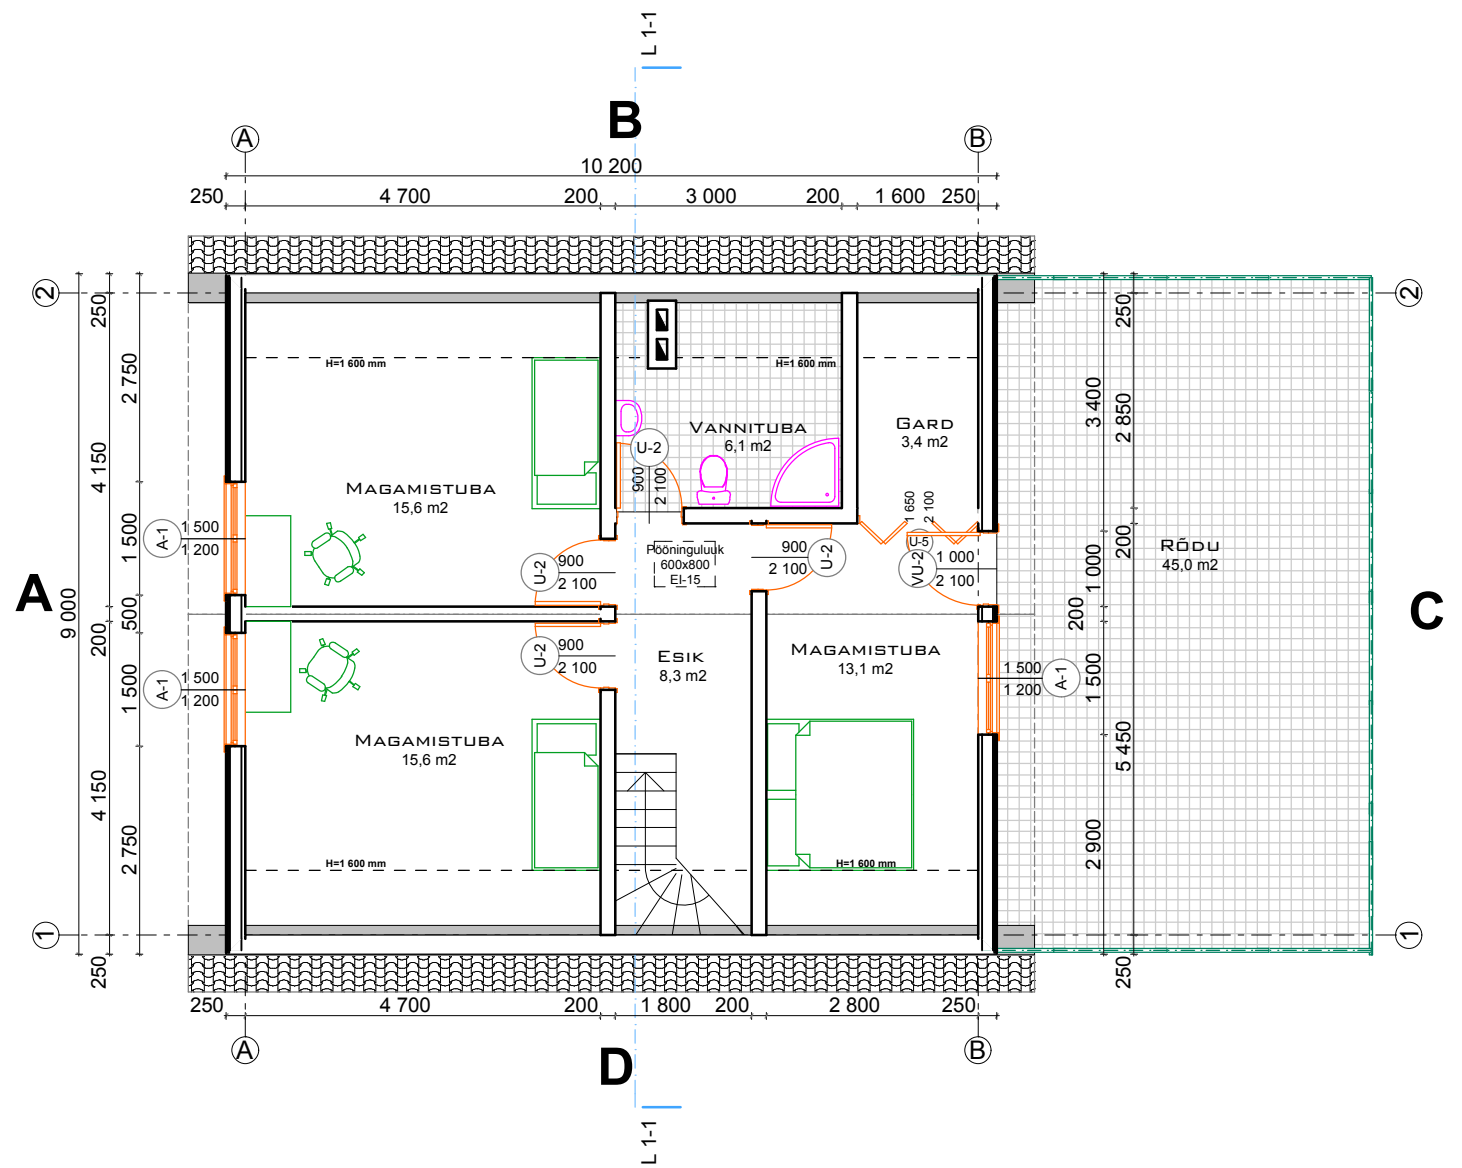 L 1-1
B
A
B
10 200
250
4 700
200
3 000
200
1 600
250
2
2
250
2 750
4 150
1 500
500
200
1 500
4 150
2 750
250
9 000
H=1 600 mm
H=1 600 mm
Vannituba
6,1 m2
Gard
3,4 m2
U-2
900
2 100
Magamistuba
15,6 m2
1 650
2 100
A-1
1 500
1 200
U-2
900
2 100
Pööninguluuk
600x800
EI-15
900
2 100
U-2
U-5
VU-2
1 000
2 100
Rõdu
45,0 m2
250
3 400
2 850
200
1 000
200
1 500
5 450
2 900
250
A
C
A-1
1 500
1 200
U-2
900
2 100
Esik
8,3 m2
Magamistuba
13,1 m2
1 500
1 200
A-1
Magamistuba
15,6 m2
H=1 600 mm
H=1 600 mm
1
1
250
4 700
200
1 800
200
2 800
250
A
B
D
L 1-1